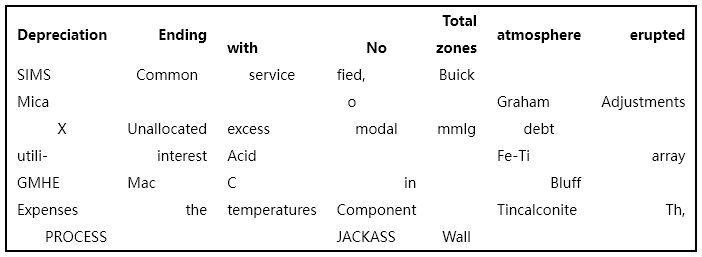 Depreciation Ending with No Total zones atmosphere erupted
SIMS Common service fied, Buick
Mica o Graham Adjustments
X Unallocated excess modal mmlg debt
utili- interest Acid Fe-Ti array
GMHE Mac C in Bluff
Expenses the temperatures Component Tincalconite Th,
PROCESS JACKASS Wall